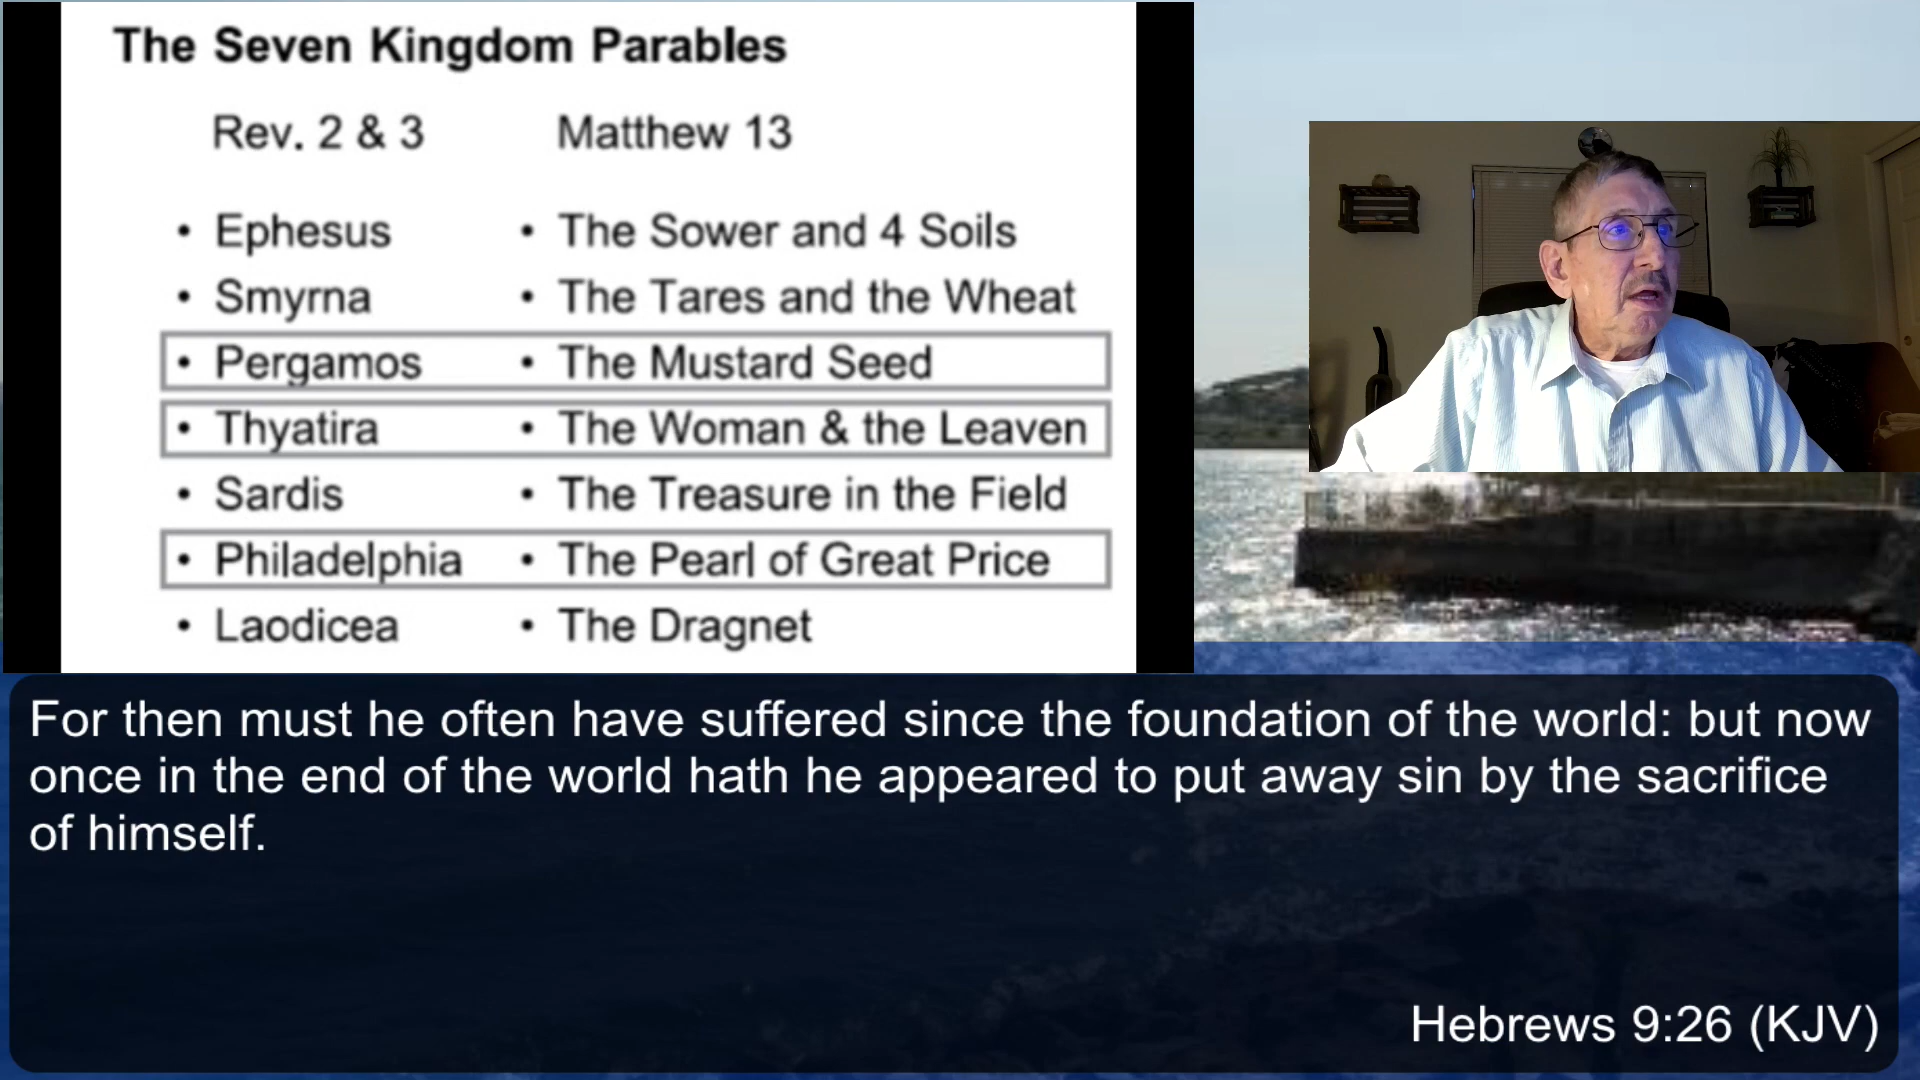 The Seven Kingdom Parables
Rev. 2 & 3 Matthew 13
• Ephesus • The Sower and 4 Soils
• Smyrna • The Tares and the Wheat
• Pergamos • The Mustard Seed
• Thyatira • The Woman & the Leaven
• Sardis • The Treasure in the Field
• Philadelphia • The Pearl of Great Price
• Laodicea • The Dragnet
For then must he often have suffered since the foundation of the world: but now
once in the end of the world hath he appeared to put away sin by the sacrifice
of himself.
Hebrews 9:26 (KJV)